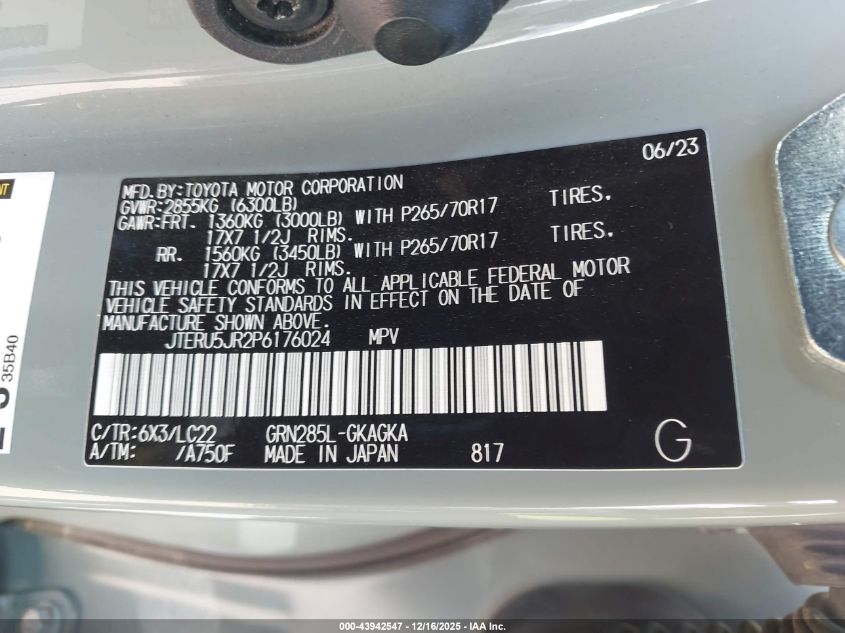 06/23
MFD.BY:TOYOTA MOTOR CORPORATION
GVWR:2855KG (6300LB)
GAWR:FRT. 1360KG (3000LB) WITH P265/70R17 TIRES.
17X7 1/2J RIMS.
RR. 1560KG (3450LB) WITH P265/70R17 TIRES.
17X7 1/2J RIMS.
THIS VEHICLE CONFORMS TO ALL APPLICABLE FEDERAL MOTOR
VEHICLE SAFETY STANDARDS IN EFFECT ON THE DATE OF
MANUFACTURE SHOWN ABOVE.
JTERU5JR2P6176024 MPV
C/TR:6X3/LC22 GRN285L-GKAGKA
A/TM: /A750F MADE IN JAPAN 817 G
35B40
000-43942547 - 12/16/2025 - IAA Inc.